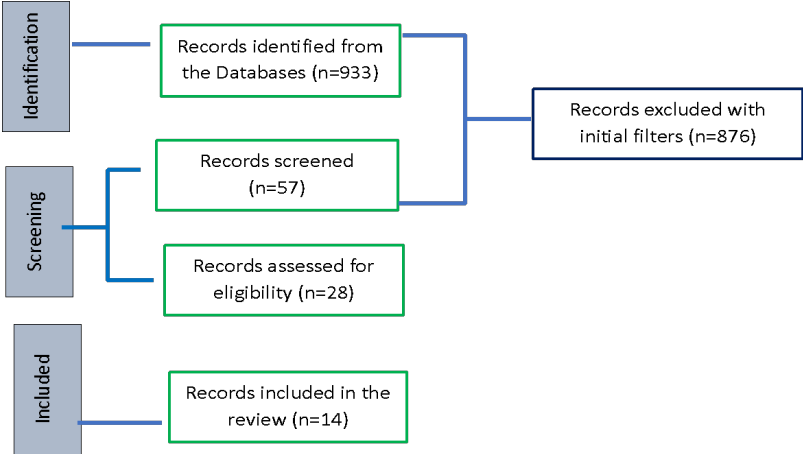 Identification
Records identified from
the Databases (n=933)
Records excluded with
initial filters (n=876)
Screening
Records screened
(n=57)
Records assessed for
eligibility (n=28)
Included
Records included in the
review (n=14)